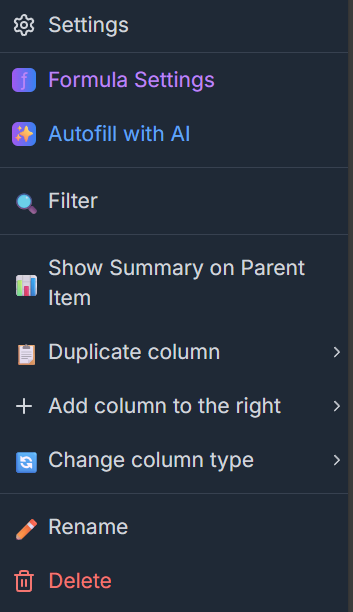 Settings
Formula Settings
Autofill with AI
Filter
Show Summary on Parent
Item
Duplicate column
Add column to the right
Change column type
Rename
Delete